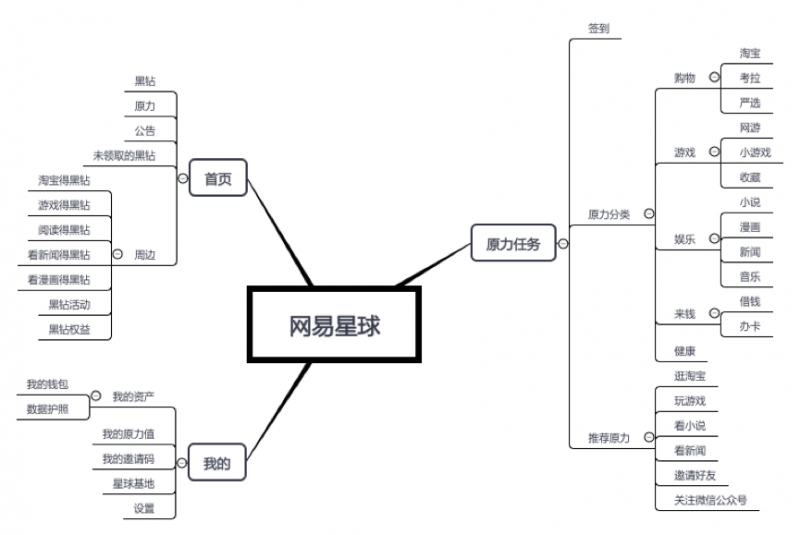 网易星球
首页
黑钻
原力
公告
未领取的黑钻
周边
淘宝得黑钻
游戏得黑钻
阅读得黑钻
看新闻得黑钻
看漫画得黑钻
黑钻活动
黑钻权益
我的
我的资产
我的钱包
数据护照
我的原力值
我的邀请码
星球基地
设置
原力任务
签到
原力分类
购物
淘宝
考拉
严选
游戏
网游
小游戏
收藏
娱乐
小说
漫画
新闻
音乐
来钱
借钱
办卡
健康
推荐原力
逛淘宝
玩游戏
看小说
看新闻
邀请好友
关注微信公众号